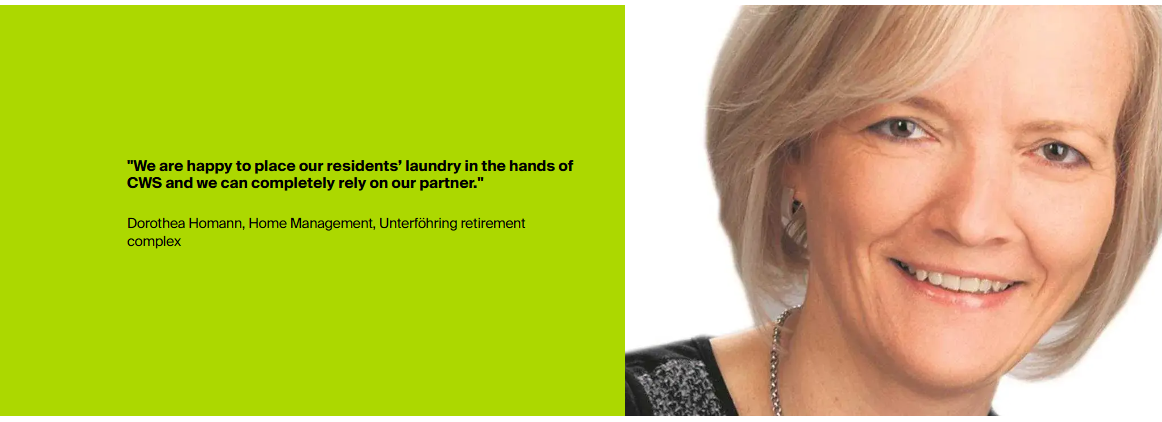 "We are happy to place our residents’ laundry in the hands of
CWS and we can completely rely on our partner."
Dorothea Homann, Home Management, Unterföhring retirement
complex